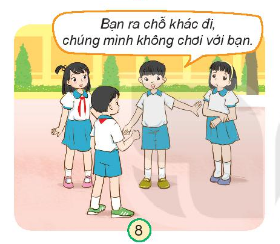 Bạn ra chỗ khác đi,
chúng mình không chơi với bạn.
8